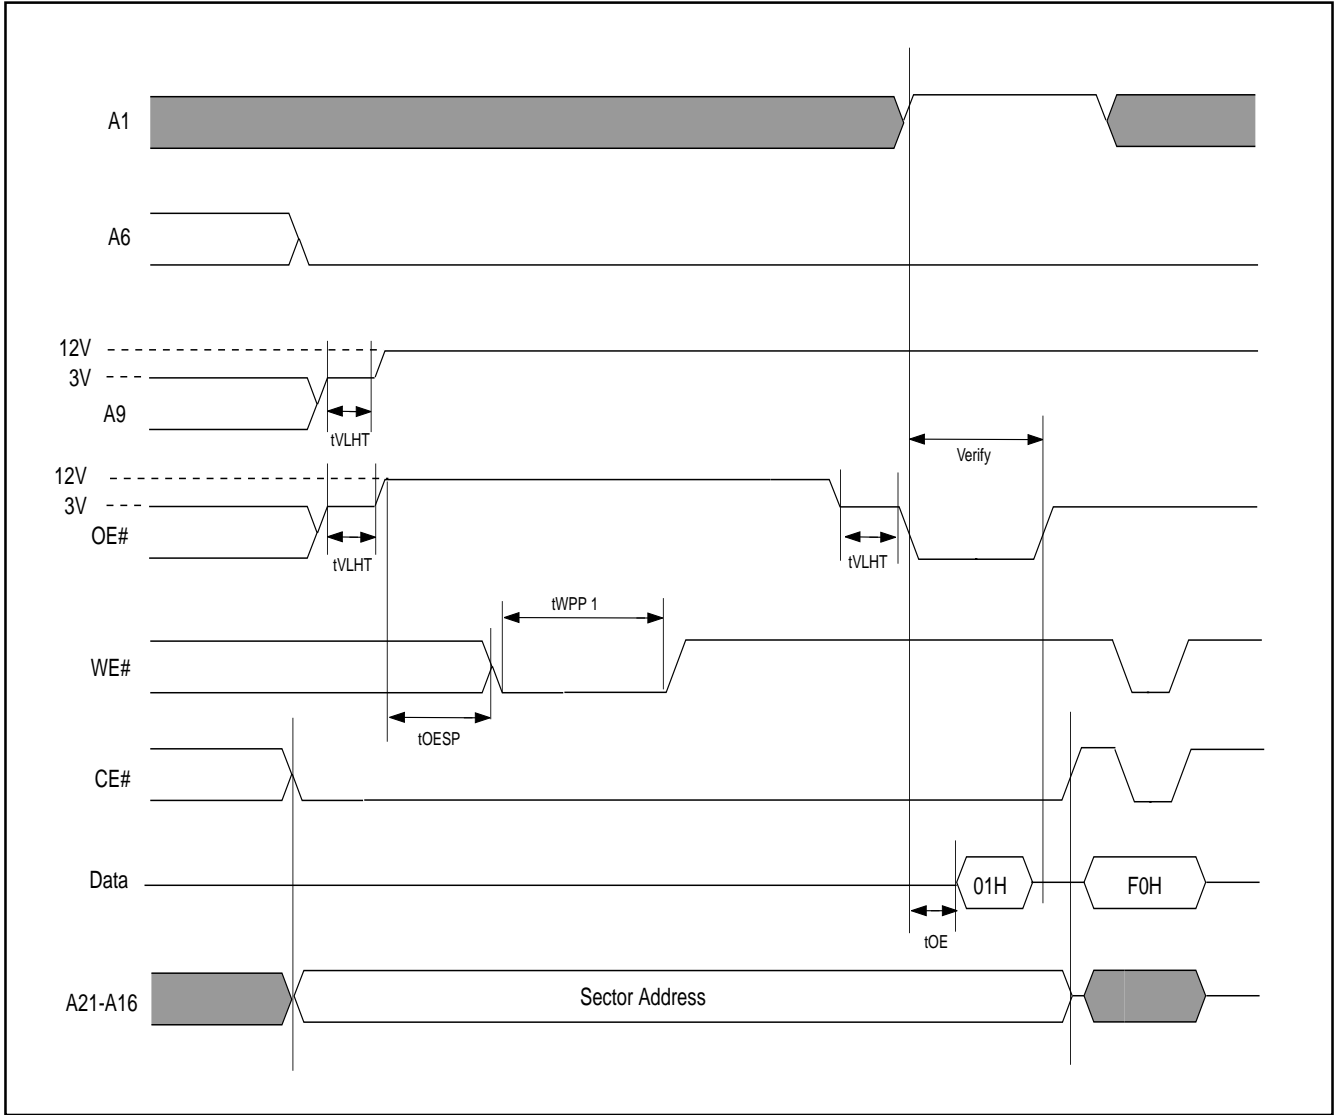 A1
A6
12V
3V
A9
tVLHT
Verify
12V
3V
OE#
tVLHT
tVLHT
tWPP 1
WE#
tOESP
CE#
Data
01H
F0H
tOE
A21-A16
Sector Address